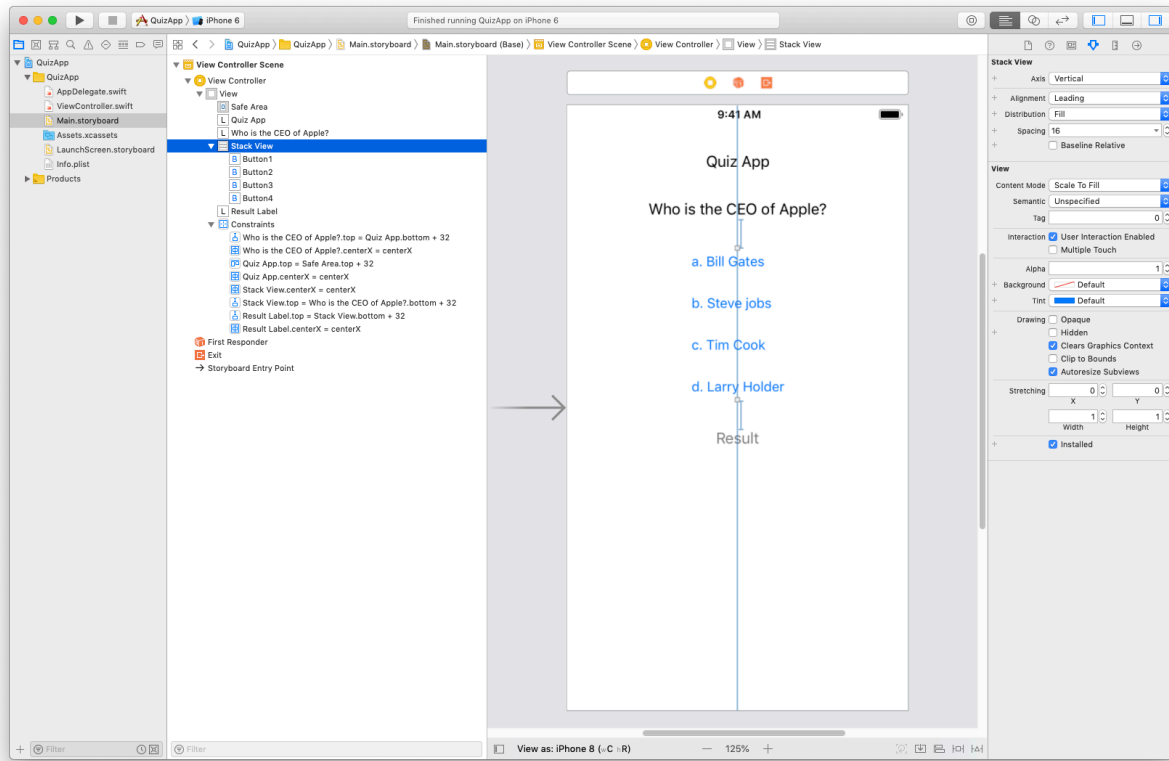 QuizApp
iPhone 6
Finished running QuizApp on iPhone 6
QuizApp
QuizApp
Main.storyboard
Main.storyboard (Base)
View Controller Scene
View Controller
View
Stack View
QuizApp
QuizApp
AppDelegate.swift
ViewController.swift
Main.storyboard
Assets.xcassets
LaunchScreen.storyboard
Info.plist
Products
Filter
View Controller Scene
View Controller
View
Safe Area
L Quiz App
L Who is the CEO of Apple?
Stack View
B Button1
B Button2
B Button3
B Button4
L Result Label
Constraints
Who is the CEO of Apple?.top = Quiz App.bottom + 32
Who is the CEO of Apple?.centerX = centerX
Quiz App.top = Safe Area.top + 32
Quiz App.centerX = centerX
Stack View.centerX = centerX
Stack View.top = Who is the CEO of Apple?.bottom + 32
Result Label.top = Stack View.bottom + 32
Result Label.centerX = centerX
First Responder
Exit
Storyboard Entry Point
Filter
9:41 AM
Quiz App
Who is the CEO of Apple?
a. Bill Gates
b. Steve jobs
c. Tim Cook
d. Larry Holder
Result
View as: iPhone 8 (wC hR)
125%
Stack View
Axis Vertical
Alignment Leading
Distribution Fill
Spacing 16
Baseline Relative
View
Content Mode Scale To Fill
Semantic Unspecified
Tag 0
Interaction User Interaction Enabled
Multiple Touch
Alpha 1
Background Default
Tint Default
Drawing Opaque
Hidden
Clears Graphics Context
Clip to Bounds
Autoresize Subviews
Stretching 0 0
X Y
1 1
Width Height
Installed